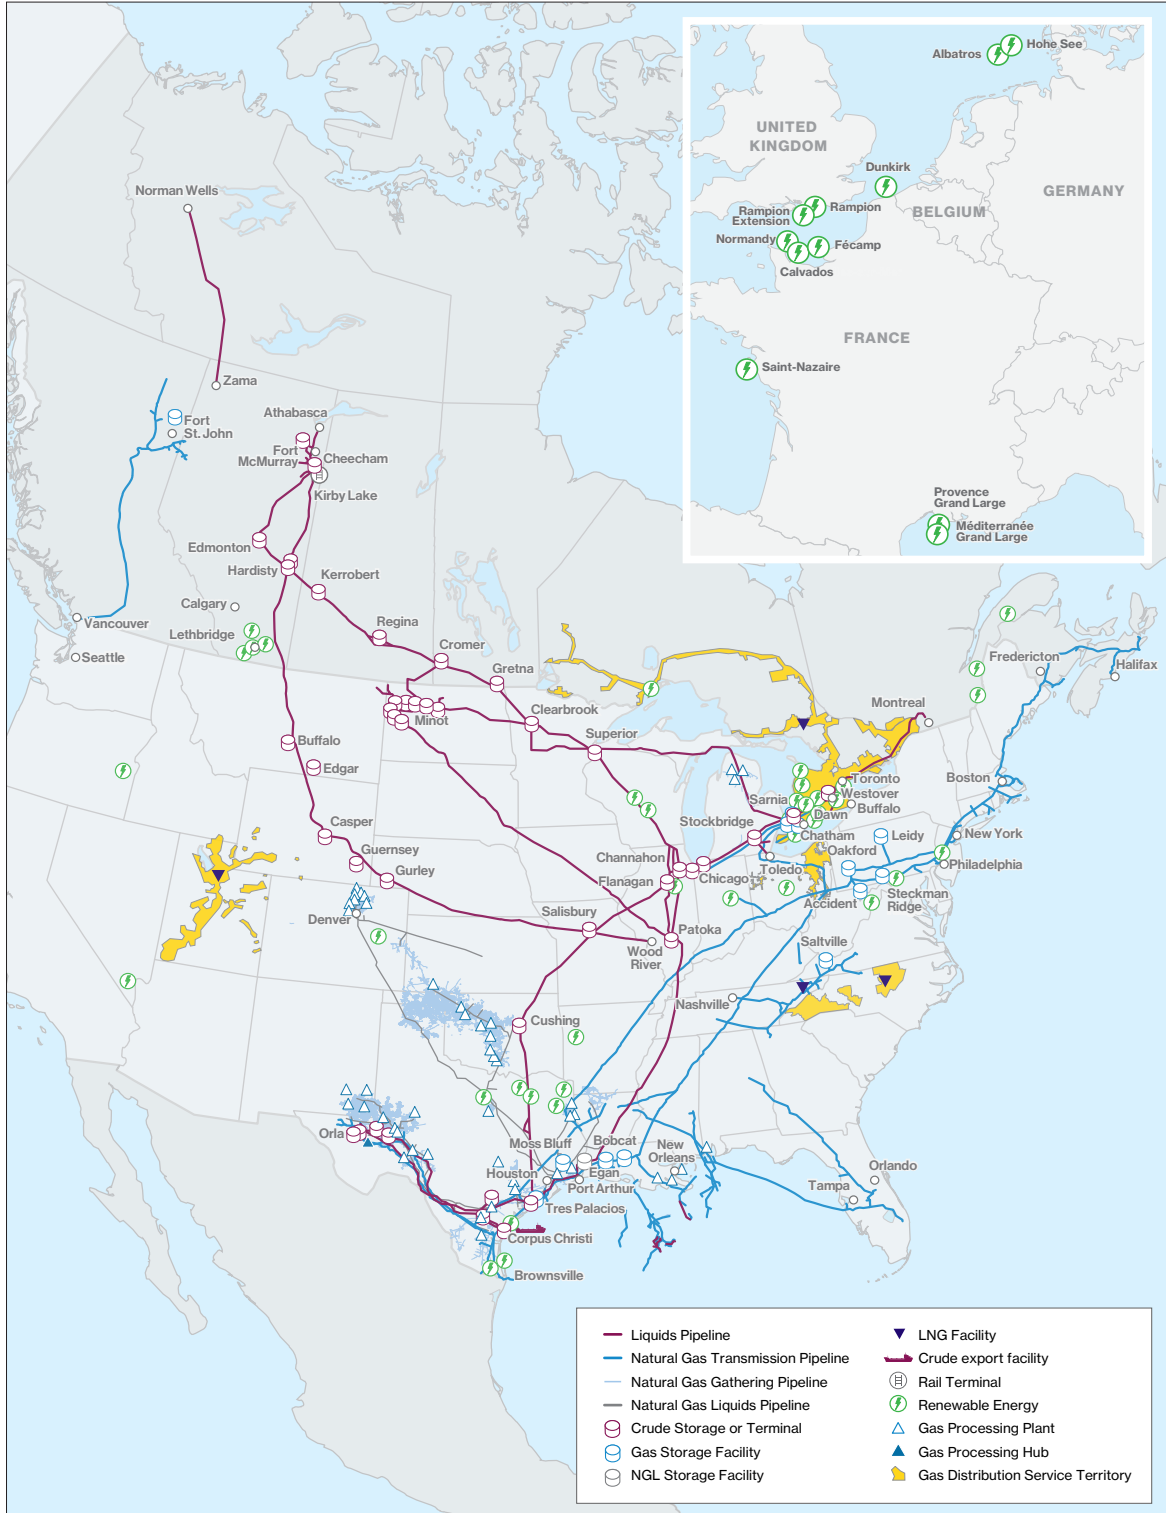 Albatros
Hohe See
UNITED
KINGDOM
Dunkirk
GERMANY
Rampion
Extension
Rampion
BELGIUM
Normandy
Fécamp
Calvados
FRANCE
Saint-Nazaire
Provence
Grand Large
Méditerranée
Grand Large
Norman Wells
Zama
Athabasca
Fort
St. John
Fort
McMurray
Cheecham
Kirby Lake
Edmonton
Hardisty
Kerrobert
Calgary
Regina
Vancouver
Lethbridge
Seattle
Cromer
Gretna
Fredericton
Halifax
Clearbrook
Montreal
Minot
Superior
Buffalo
Edgar
Toronto
Boston
Sarnia
Westover
Buffalo
Stockbridge
Dawn
Casper
Chatham
Leidy
New York
Guernsey
Channahon
Oakford
Gurley
Flanagan
Chicago
Toledo
Philadelphia
Steckman
Ridge
Denver
Salisbury
Accident
Patoka
Saltville
Wood
River
Nashville
Cushing
Orla
Moss Bluff
Bobcat
New
Orleans
Houston
Egan
Port Arthur
Orlando
Tampa
Tres Palacios
Corpus Christi
Brownsville
Liquids Pipeline
Natural Gas Transmission Pipeline
Natural Gas Gathering Pipeline
Natural Gas Liquids Pipeline
Crude Storage or Terminal
Gas Storage Facility
NGL Storage Facility
LNG Facility
Crude export facility
Rail Terminal
Renewable Energy
Gas Processing Plant
Gas Processing Hub
Gas Distribution Service Territory